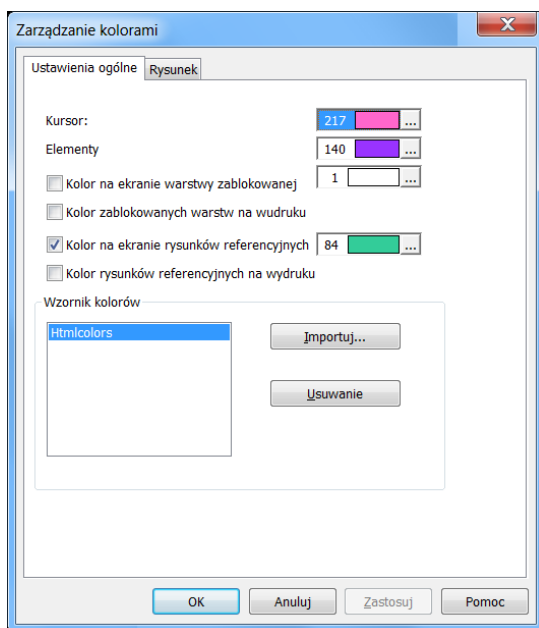 Zarządzanie kolorami
Ustawienia ogólne Rysunek
Kursor: 217 ...
Elementy 140 ...
Kolor na ekranie warstwy zablokowanej 1 ...
Kolor zablokowanych warstw na wudruku
Kolor na ekranie rysunków referencyjnych 84 ...
Kolor rysunków referencyjnych na wydruku
Wzornik kolorów
Htmlcolors
Importuj...
Usuwanie
OK Anuluj Zastosuj Pomoc